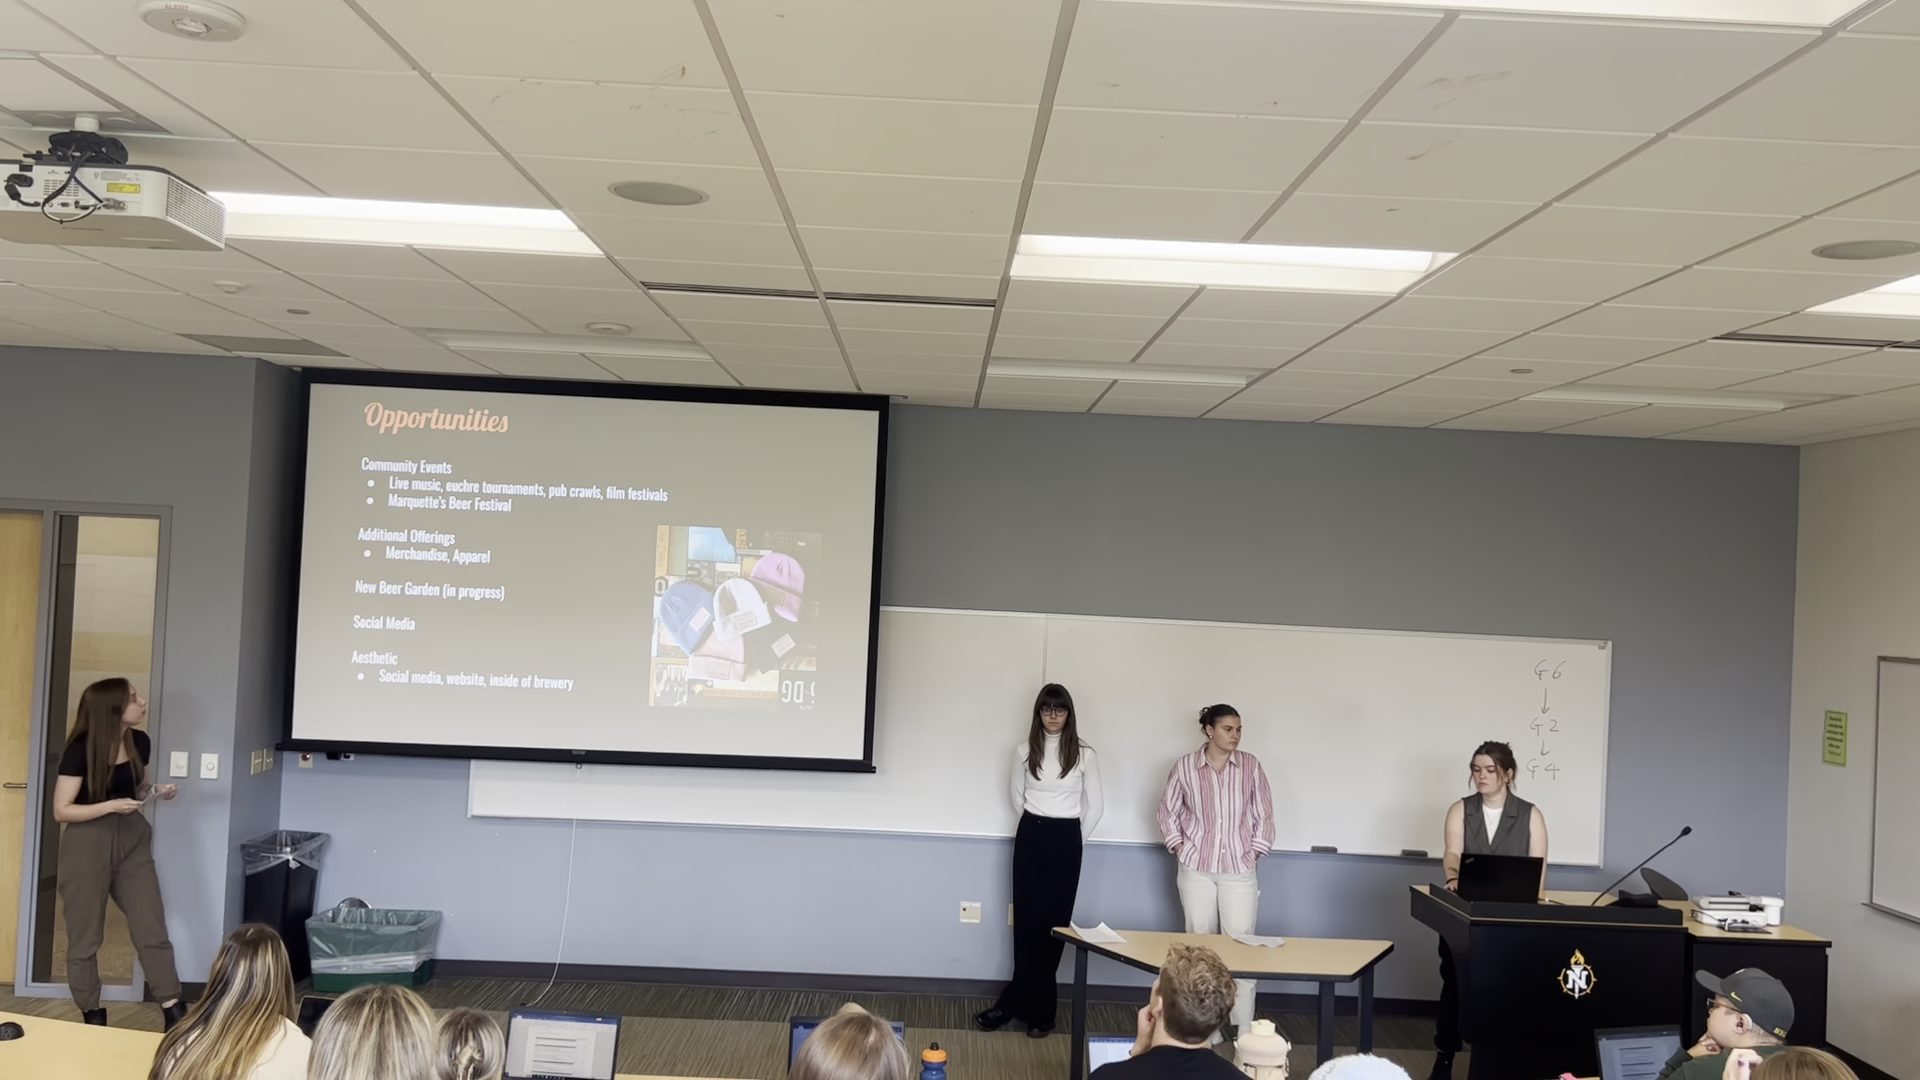 ALERT
Opportunities
Community Events
● Live music, euchre tournaments, pub crawls, film festivals
● Marquette's Beer Festival
Additional Offerings
● Merchandise, Apparel
New Beer Garden (in progress)
Social Media
Aesthetic
● Social media, website, inside of brewery
G6
↓
G2
↓
G4
N